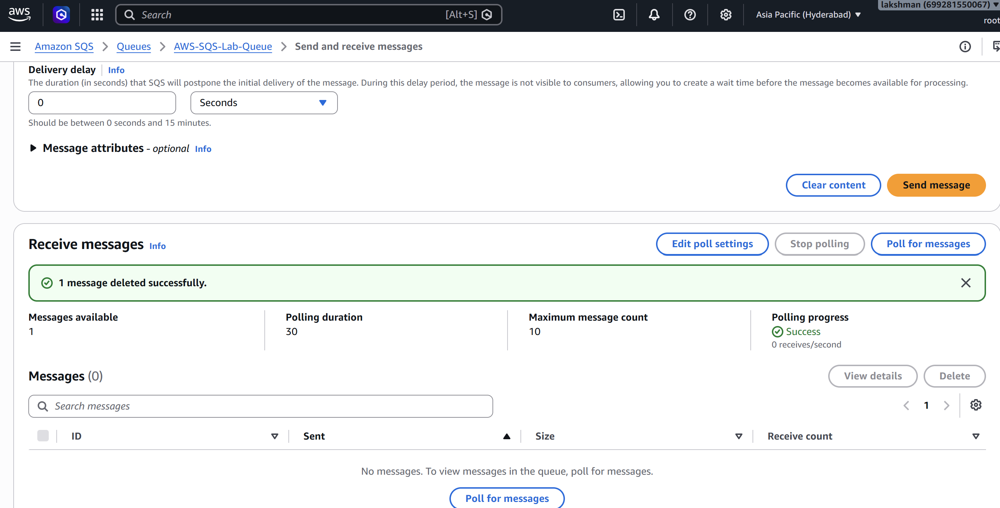 aws
Search [Alt+S]
Asia Pacific (Hyderabad)
lakshman (699281550067)
root
Amazon SQS > Queues > AWS-SQS-Lab-Queue > Send and receive messages
Delivery delay Info
The duration (in seconds) that SQS will postpone the initial delivery of the message. During this delay period, the message is not visible to consumers, allowing you to create a wait time before the message becomes available for processing.
0 Seconds
Should be between 0 seconds and 15 minutes.
Message attributes - optional Info
Clear content Send message
Receive messages Info
Edit poll settings Stop polling Poll for messages
1 message deleted successfully.
Messages available Polling duration Maximum message count Polling progress
1 30 10 Success
0 receives/second
Messages (0)
View details Delete
Search messages
1
ID Sent Size Receive count
No messages. To view messages in the queue, poll for messages.
Poll for messages